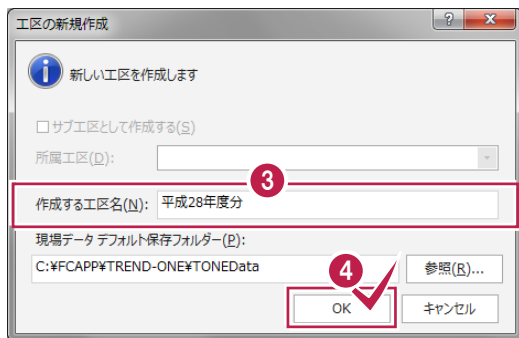 工区の新規作成
新しい工区を作成します
サブ工区として作成する(S)
所属工区(D):
3
作成する工区名(N): 平成28年度分
現場データ デフォルト保存フォルダー(P):
C:¥FCAPP¥TREND-ONE¥TONEData
4
参照(R)...
OK
キャンセル